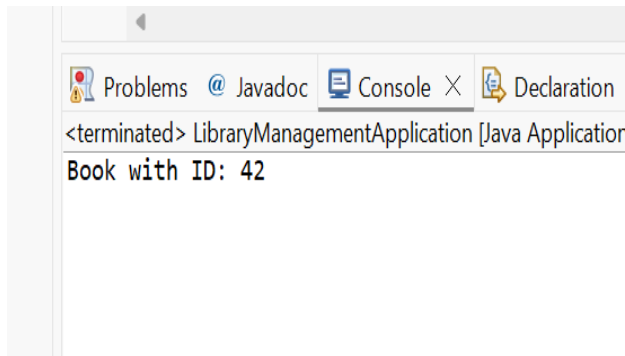 Problems @ Javadoc Console Declaration
<terminated> LibraryManagementApplication [Java Application
Book with ID: 42